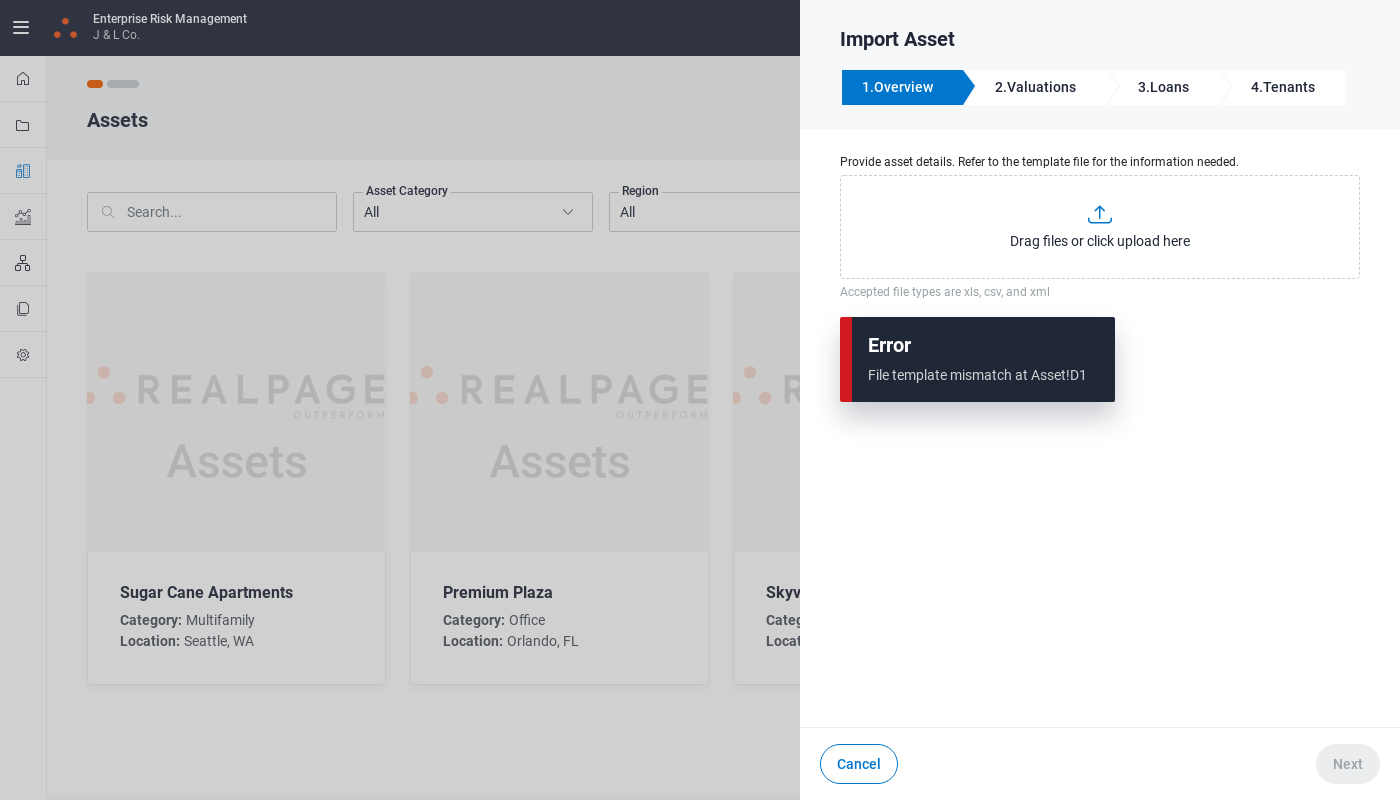 Enterprise Risk Management
J & L Co.
Assets
Search...
Asset Category
All
Region
All
REALPAGE
OUTPERFORM
Assets
REALPAGE
OUTPERFORM
Assets
Sugar Cane Apartments
Category: Multifamily
Location: Seattle, WA
Premium Plaza
Category: Office
Location: Orlando, FL
Import Asset
1.Overview
2.Valuations
3.Loans
4.Tenants
Provide asset details. Refer to the template file for the information needed.
Drag files or click upload here
Accepted file types are xls, csv, and xml
Error
File template mismatch at Asset!D1
Cancel
Next